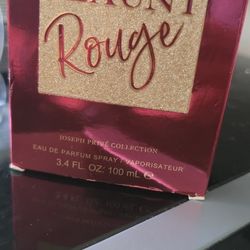 Rouge
JOSEPH PRIVÉ COLLECTION
EAU DE PARFUM SPRAY / VAPORISATEUR
3.4 FL. OZ: 100 mL ℮